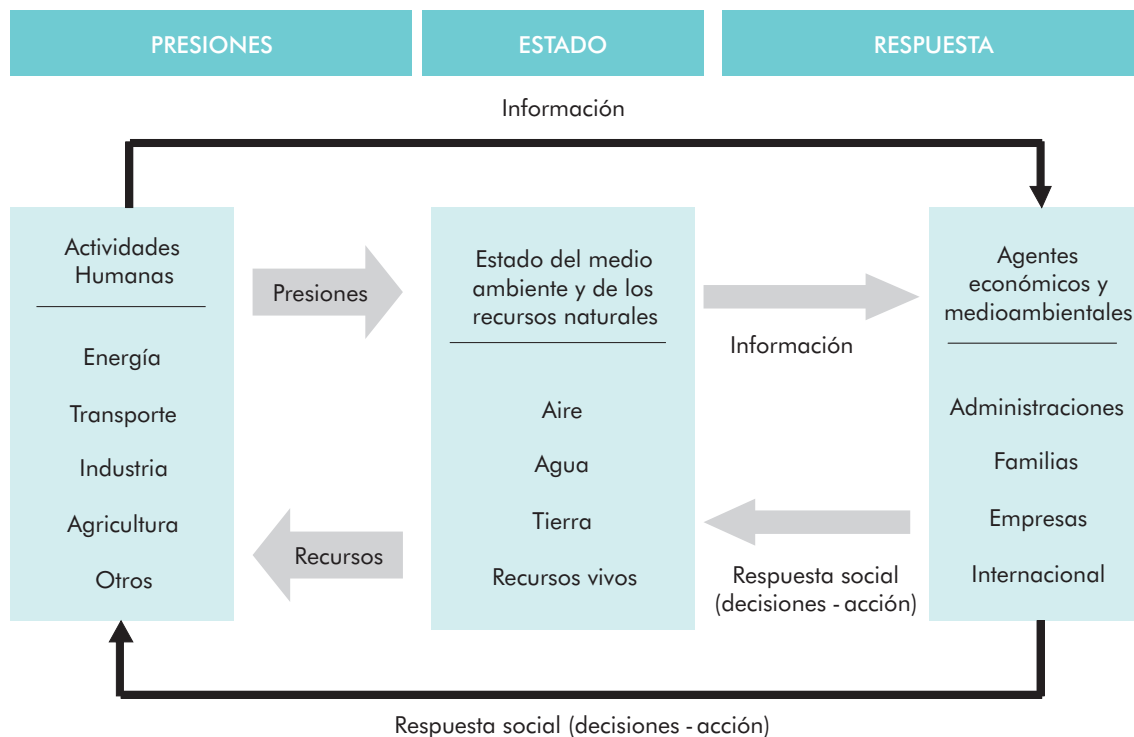 PRESIONES
ESTADO
RESPUESTA
Información
Actividades
Humanas
Energía
Transporte
Industria
Agricultura
Otros
Presiones
Recursos
Estado del medio
ambiente y de los
recursos naturales
Aire
Agua
Tierra
Recursos vivos
Información
Respuesta social
(decisiones - acción)
Agentes
económicos y
medioambientales
Administraciones
Familias
Empresas
Internacional
Respuesta social (decisiones - acción)